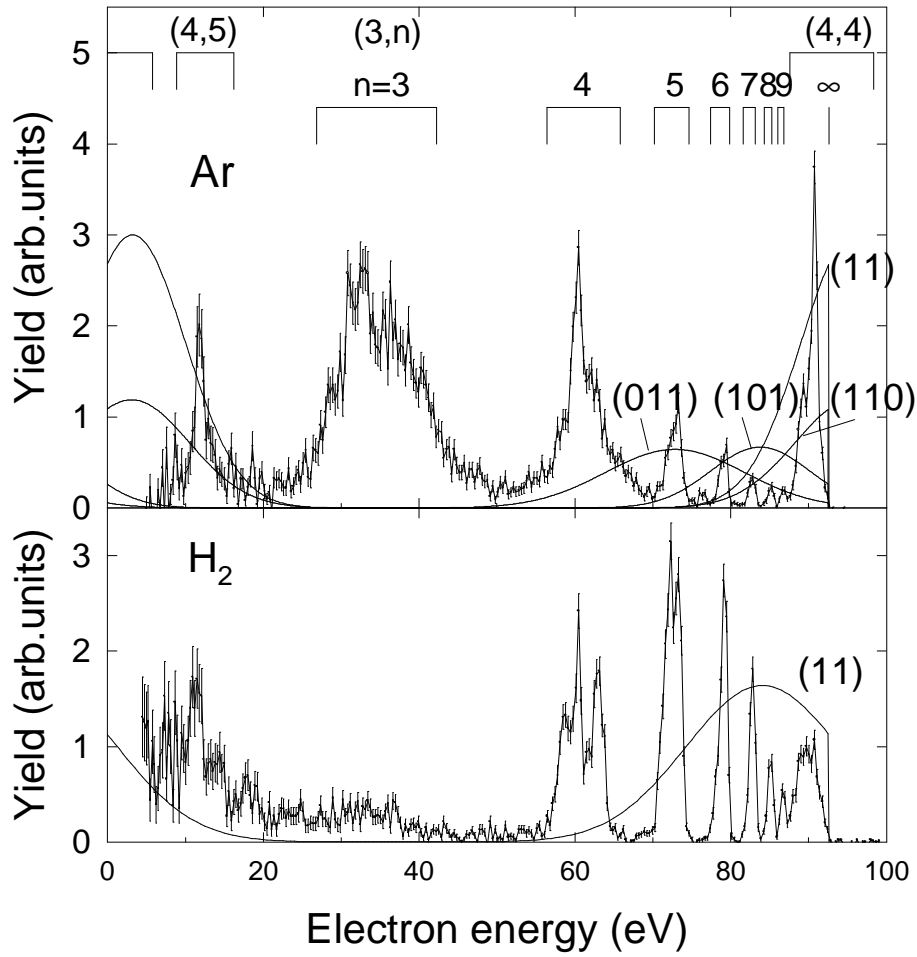 (4,5) (3,n) (4,4)
5
n=3 4 5 6 7 8 9 ∞
4
Ar
3
(11)
2
(011) (101) (110)
1
0
Yield (arb.units)
H₂
3
2
(11)
1
0
Yield (arb.units)
0 20 40 60 80 100
Electron energy (eV)